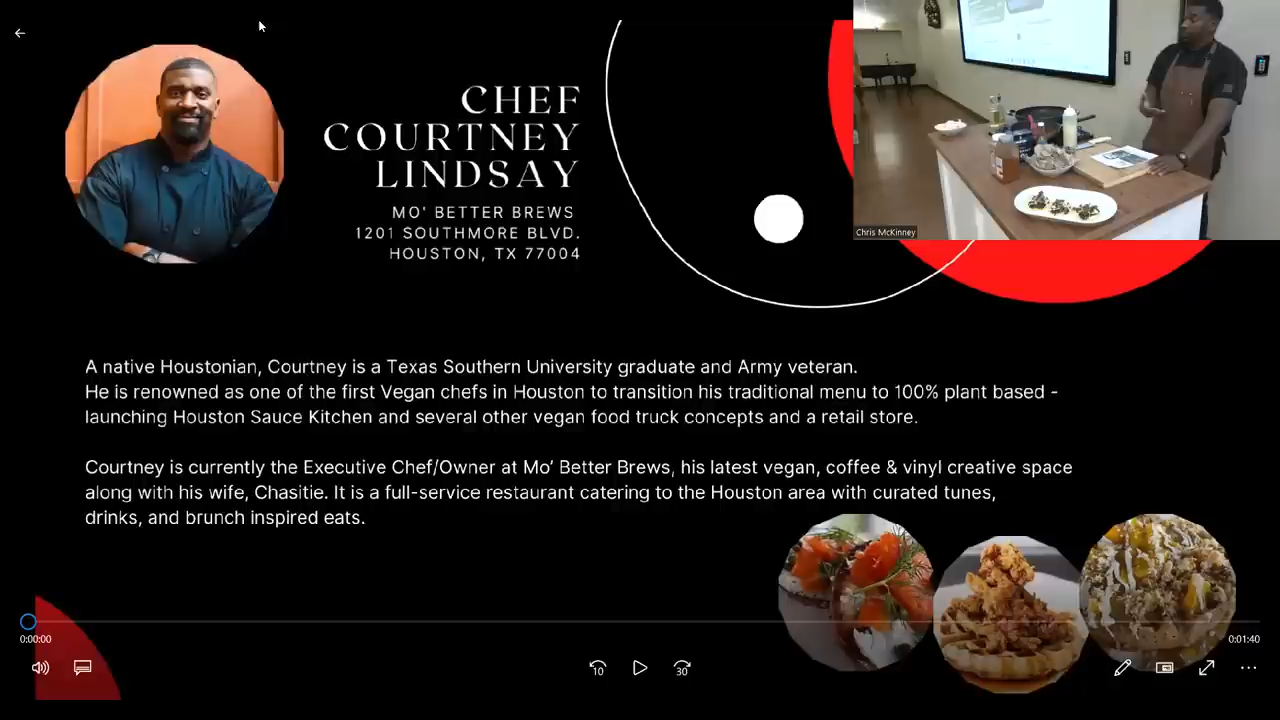 CHEF
COURTNEY
LINDSAY
MO' BETTER BREWS
1201 SOUTHMORE BLVD.
HOUSTON, TX 77004
Chris McKinney
A native Houstonian, Courtney is a Texas Southern University graduate and Army veteran.
He is renowned as one of the first Vegan chefs in Houston to transition his traditional menu to 100% plant based -
launching Houston Sauce Kitchen and several other vegan food truck concepts and a retail store.
Courtney is currently the Executive Chef/Owner at Mo’ Better Brews, his latest vegan, coffee & vinyl creative space
along with his wife, Chasitie. It is a full-service restaurant catering to the Houston area with curated tunes,
drinks, and brunch inspired eats.
0:00:00
0:01:40
10
30